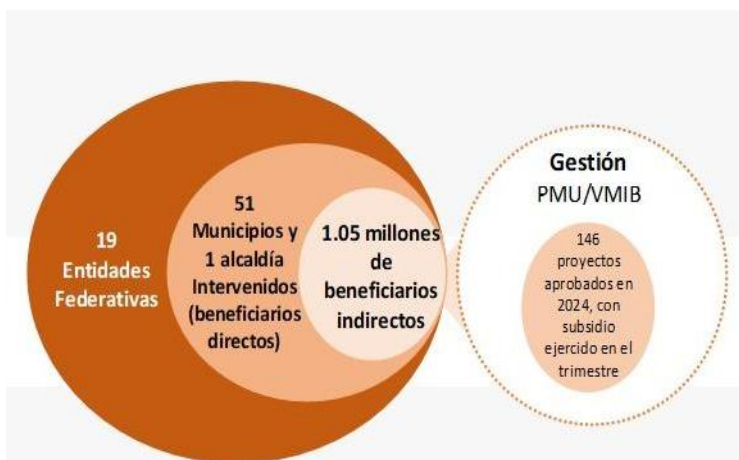 19
Entidades
Federativas
51
Municipios y
1 alcaldía
Intervenidos
(beneficiarios
directos)
1.05 millones
de
beneficiarios
indirectos
Gestión
PMU/VMIB
146
proyectos
aprobados en
2024, con
subsidio
ejercido en el
trimestre